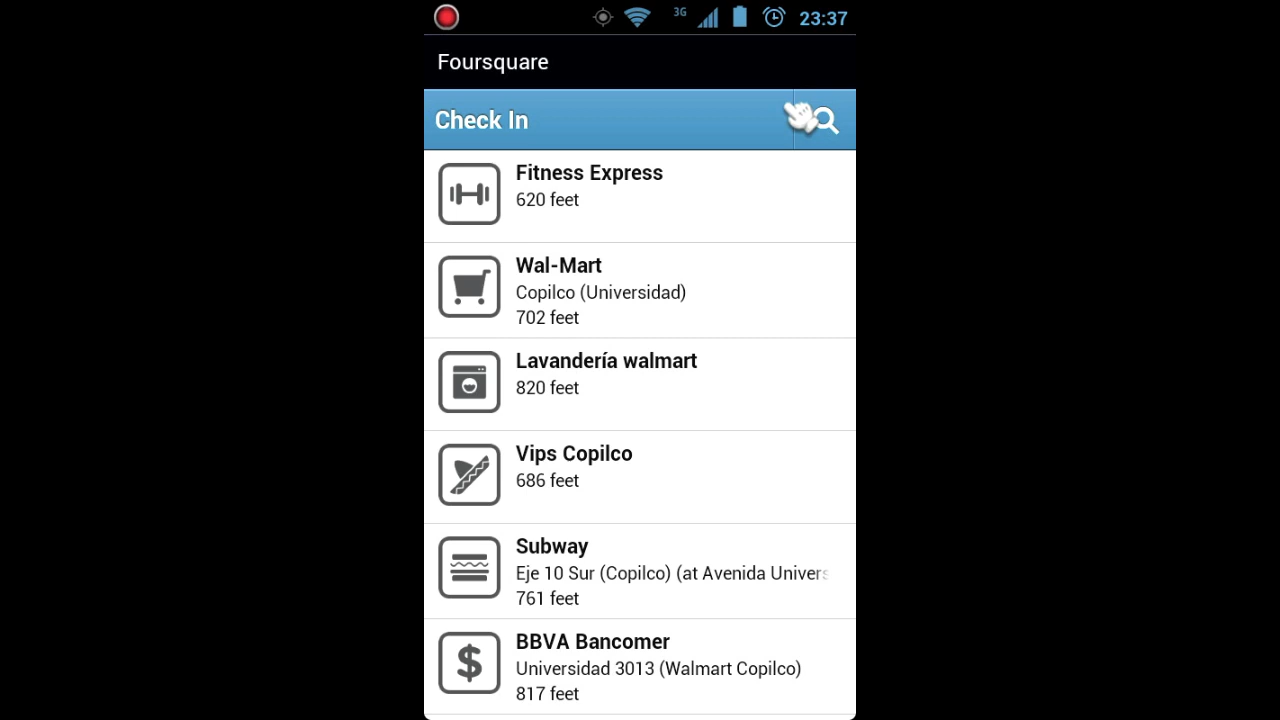 3G 23:37
Foursquare
Check In
Fitness Express
620 feet
Wal-Mart
Copilco (Universidad)
702 feet
Lavandería walmart
820 feet
Vips Copilco
686 feet
Subway
Eje 10 Sur (Copilco) (at Avenida Univers
761 feet
BBVA Bancomer
Universidad 3013 (Walmart Copilco)
817 feet